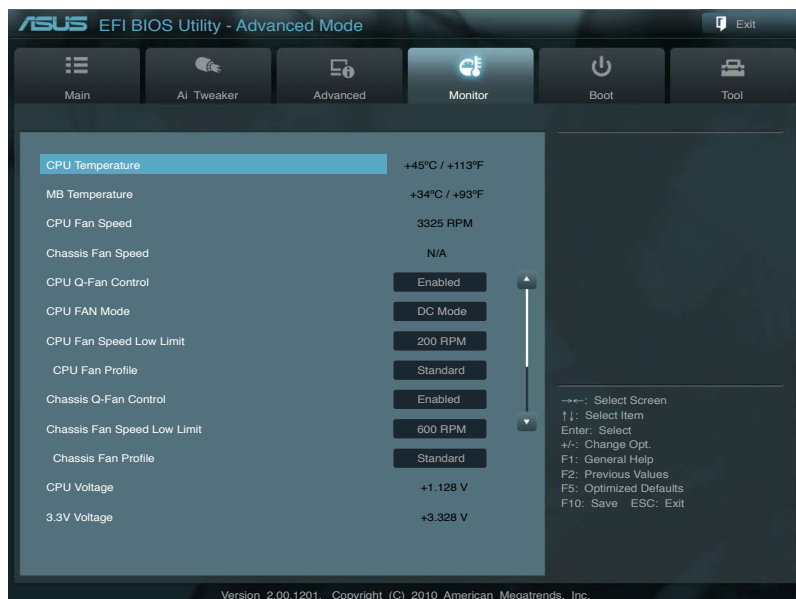 ASUS EFI BIOS Utility - Advanced Mode
Exit
Main Ai Tweaker Advanced Monitor Boot Tool
CPU Temperature +45ºC / +113ºF
MB Temperature +34ºC / +93ºF
CPU Fan Speed 3325 RPM
Chassis Fan Speed N/A
CPU Q-Fan Control Enabled
CPU FAN Mode DC Mode
CPU Fan Speed Low Limit 200 RPM
CPU Fan Profile Standard
Chassis Q-Fan Control Enabled
Chassis Fan Speed Low Limit 600 RPM
Chassis Fan Profile Standard
CPU Voltage +1.128 V
3.3V Voltage +3.328 V
→←: Select Screen
↑↓: Select Item
Enter: Select
+/-: Change Opt.
F1: General Help
F2: Previous Values
F5: Optimized Defaults
F10: Save ESC: Exit
Version 2.00.1201. Copyright (C) 2010 American Megatrends, Inc.